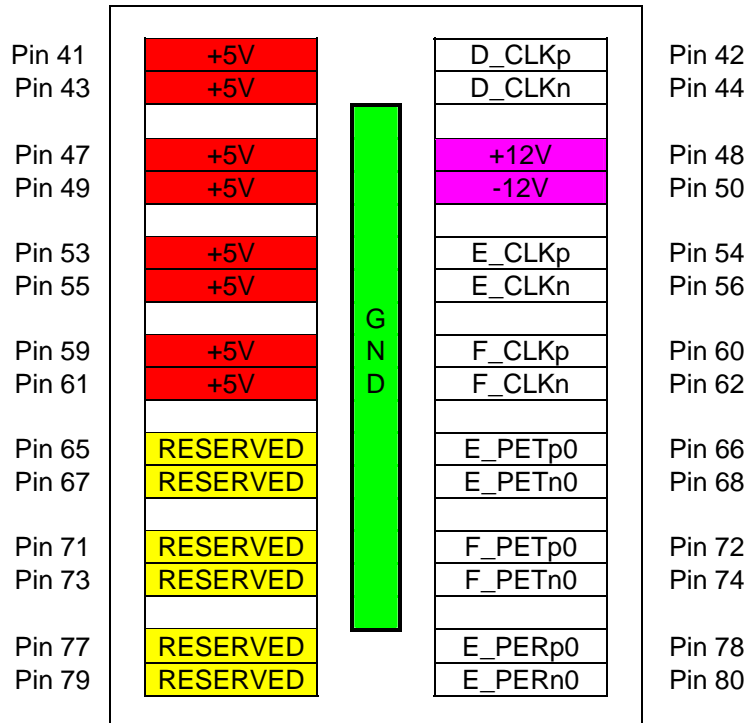 Pin 41 +5V D_CLKp Pin 42
Pin 43 +5V D_CLKn Pin 44
Pin 47 +5V +12V Pin 48
Pin 49 +5V -12V Pin 50
Pin 53 +5V E_CLKp Pin 54
Pin 55 +5V E_CLKn Pin 56
G
Pin 59 +5V N F_CLKp Pin 60
Pin 61 +5V D F_CLKn Pin 62
Pin 65 RESERVED E_PETp0 Pin 66
Pin 67 RESERVED E_PETn0 Pin 68
Pin 71 RESERVED F_PETp0 Pin 72
Pin 73 RESERVED F_PETn0 Pin 74
Pin 77 RESERVED E_PERp0 Pin 78
Pin 79 RESERVED E_PERn0 Pin 80